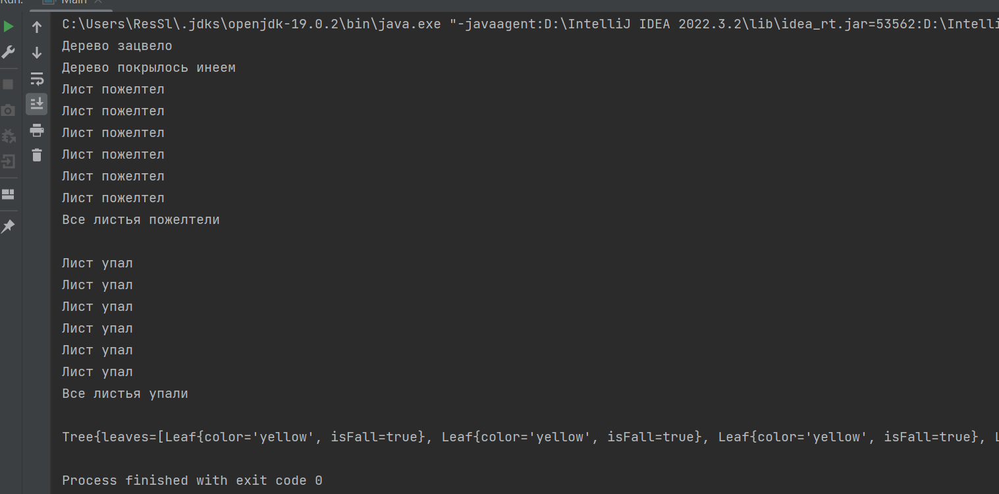 Run: Main
C:\Users\ResSl\.jdks\openjdk-19.0.2\bin\java.exe "-javaagent:D:\IntelliJ IDEA 2022.3.2\lib\idea_rt.jar=53562:D:\Intelli
Дерево зацвело
Дерево покрылось инеем
Лист пожелтел
Лист пожелтел
Лист пожелтел
Лист пожелтел
Лист пожелтел
Лист пожелтел
Все листья пожелтели
Лист упал
Лист упал
Лист упал
Лист упал
Лист упал
Лист упал
Все листья упали
Tree{leaves=[Leaf{color='yellow', isFall=true}, Leaf{color='yellow', isFall=true}, Leaf{color='yellow', isFall=true}, L
Process finished with exit code 0